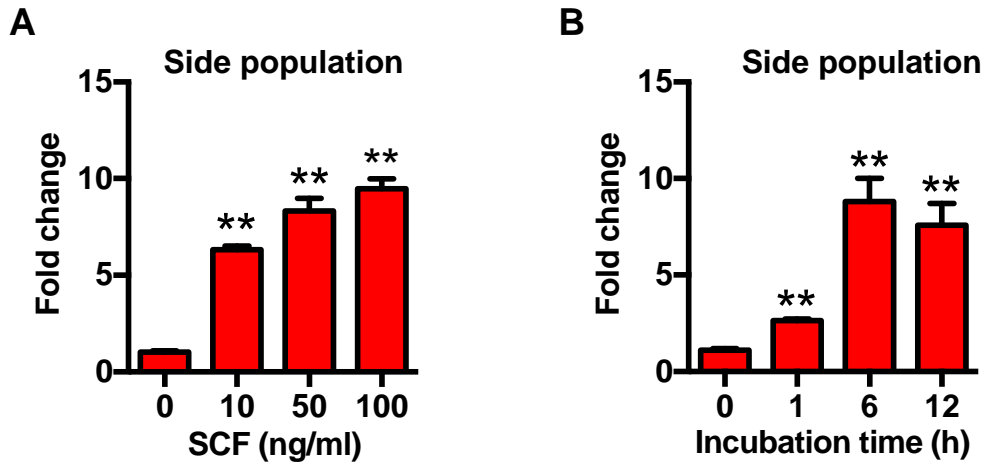 A
Side population
15
10
5
0
Fold change
**
**
**
0 10 50 100
SCF (ng/ml)
B
Side population
15
10
5
0
Fold change
**
**
**
0 1 6 12
Incubation time (h)